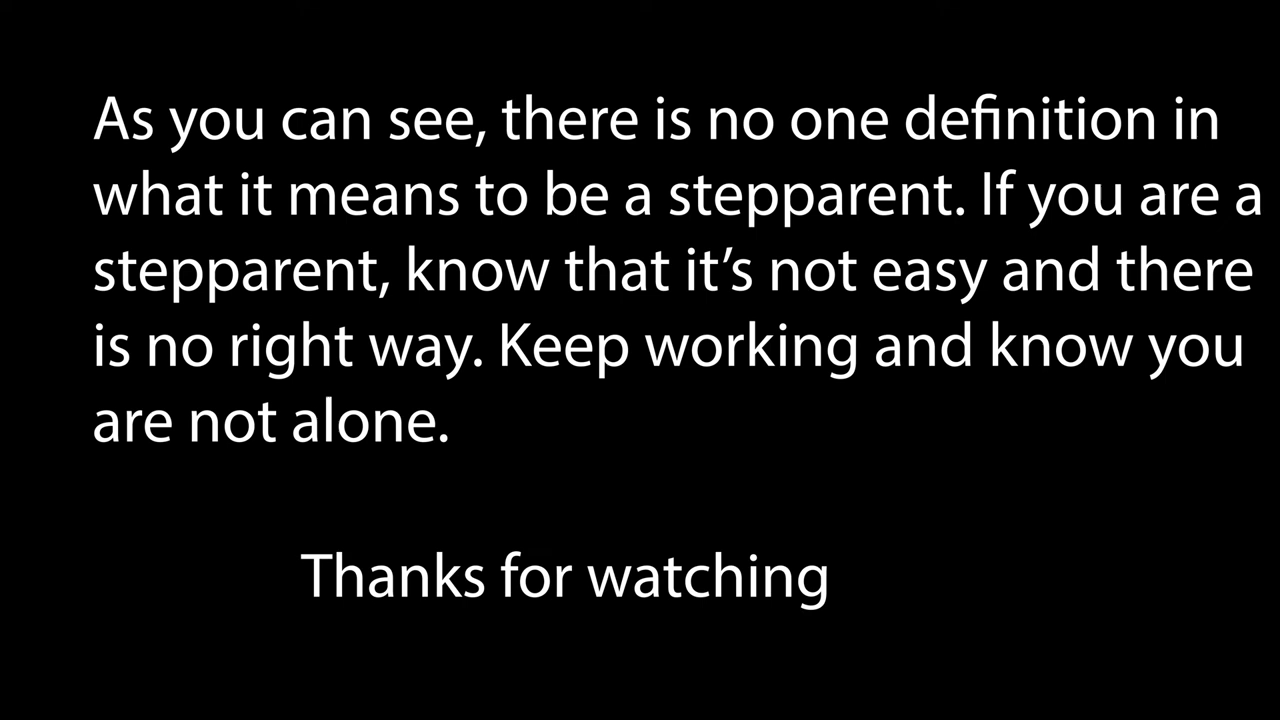 As you can see, there is no one definition in
what it means to be a stepparent. If you are a
stepparent, know that it’s not easy and there
is no right way. Keep working and know you
are not alone.
Thanks for watching